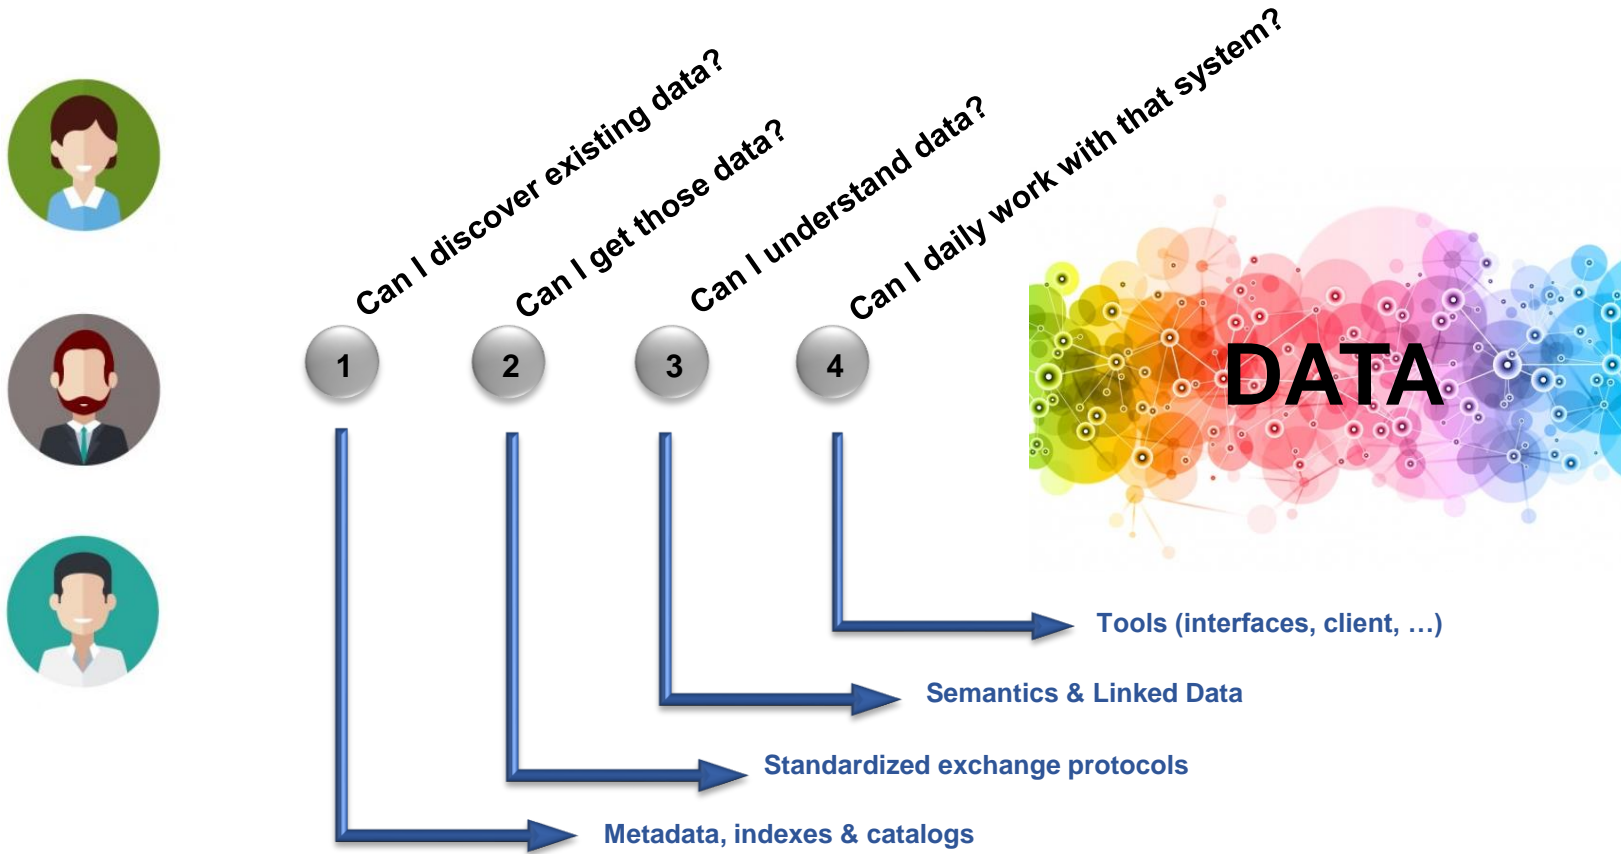 Can I discover existing data?
Can I get those data?
Can I understand data?
Can I daily work with that system?
1
2
3
4
DATA
Tools (interfaces, client, …)
Semantics & Linked Data
Standardized exchange protocols
Metadata, indexes & catalogs